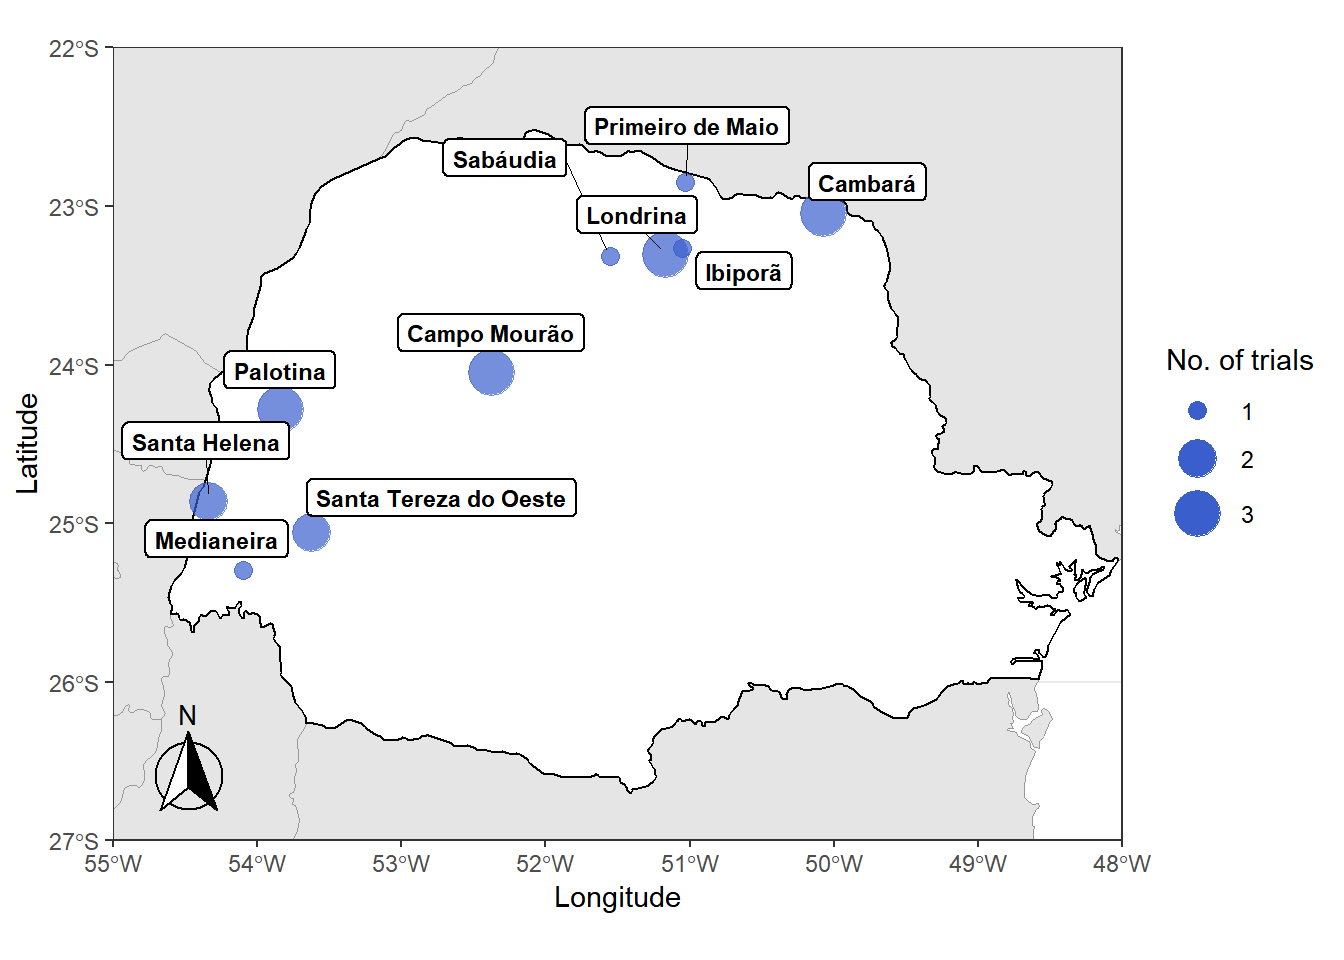 22°S
23°S
24°S
25°S
26°S
27°S
Latitude
Primeiro de Maio
Sabáudia
Cambará
Londrina
Ibiporã
Campo Mourão
Palotina
Santa Helena
Santa Tereza do Oeste
Medianeira
N
55°W
54°W
53°W
52°W
51°W
50°W
49°W
48°W
Longitude
No. of trials
1
2
3